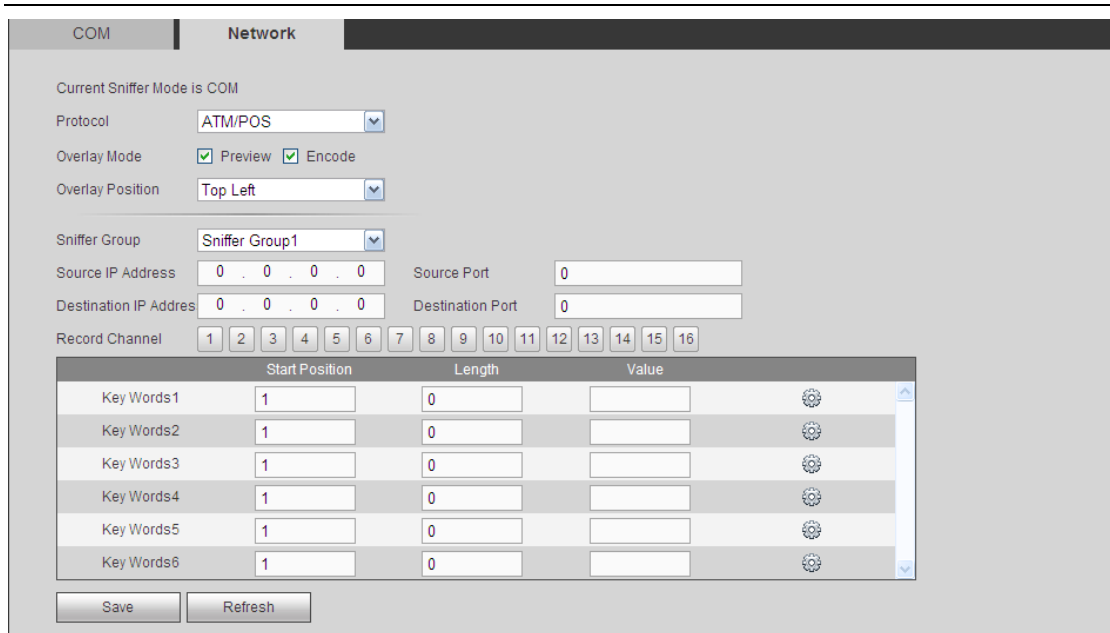 COM Network
Current Sniffer Mode is COM
Protocol ATM/POS
Overlay Mode Preview Encode
Overlay Position Top Left
Sniffer Group Sniffer Group1
Source IP Address 0 . 0 . 0 . 0 Source Port 0
Destination IP Addres 0 . 0 . 0 . 0 Destination Port 0
Record Channel 1 2 3 4 5 6 7 8 9 10 11 12 13 14 15 16
Start Position Length Value
Key Words1 1 0
Key Words2 1 0
Key Words3 1 0
Key Words4 1 0
Key Words5 1 0
Key Words6 1 0
Save Refresh